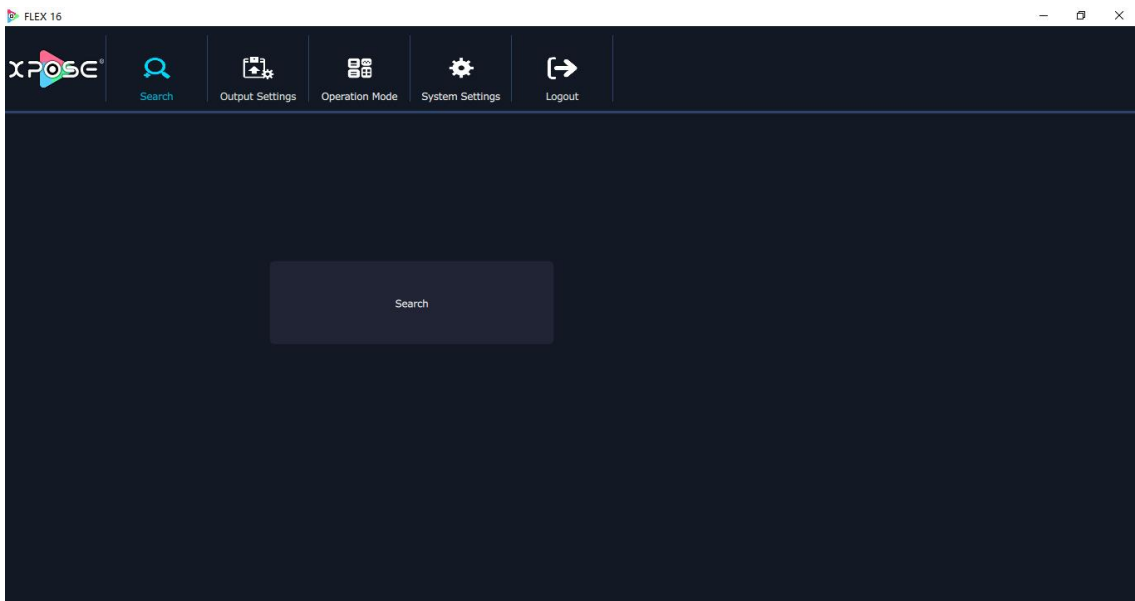 FLEX 16
XPOSE®
Search
Output Settings
Operation Mode
System Settings
Logout
Search